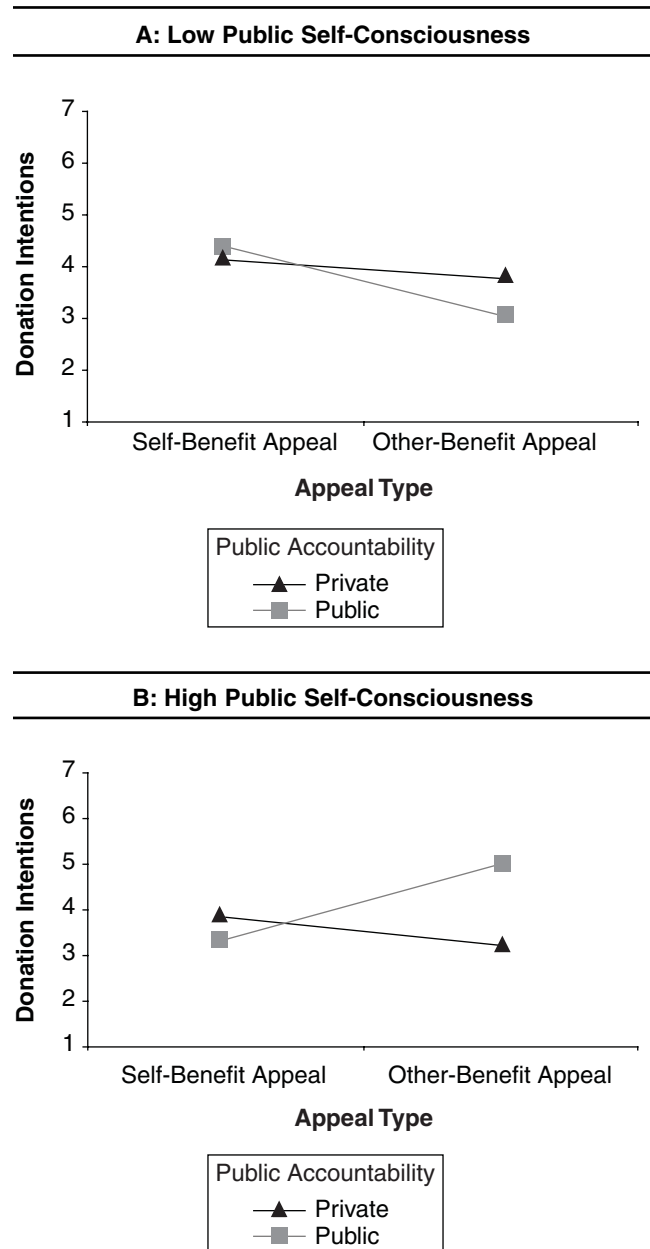 A: Low Public Self-Consciousness
7
6
5
4
3
2
1
Donation Intentions
Self-Benefit Appeal Other-Benefit Appeal
Appeal Type
Public Accountability
Private
Public
B: High Public Self-Consciousness
7
6
5
4
3
2
1
Donation Intentions
Self-Benefit Appeal Other-Benefit Appeal
Appeal Type
Public Accountability
Private
Public